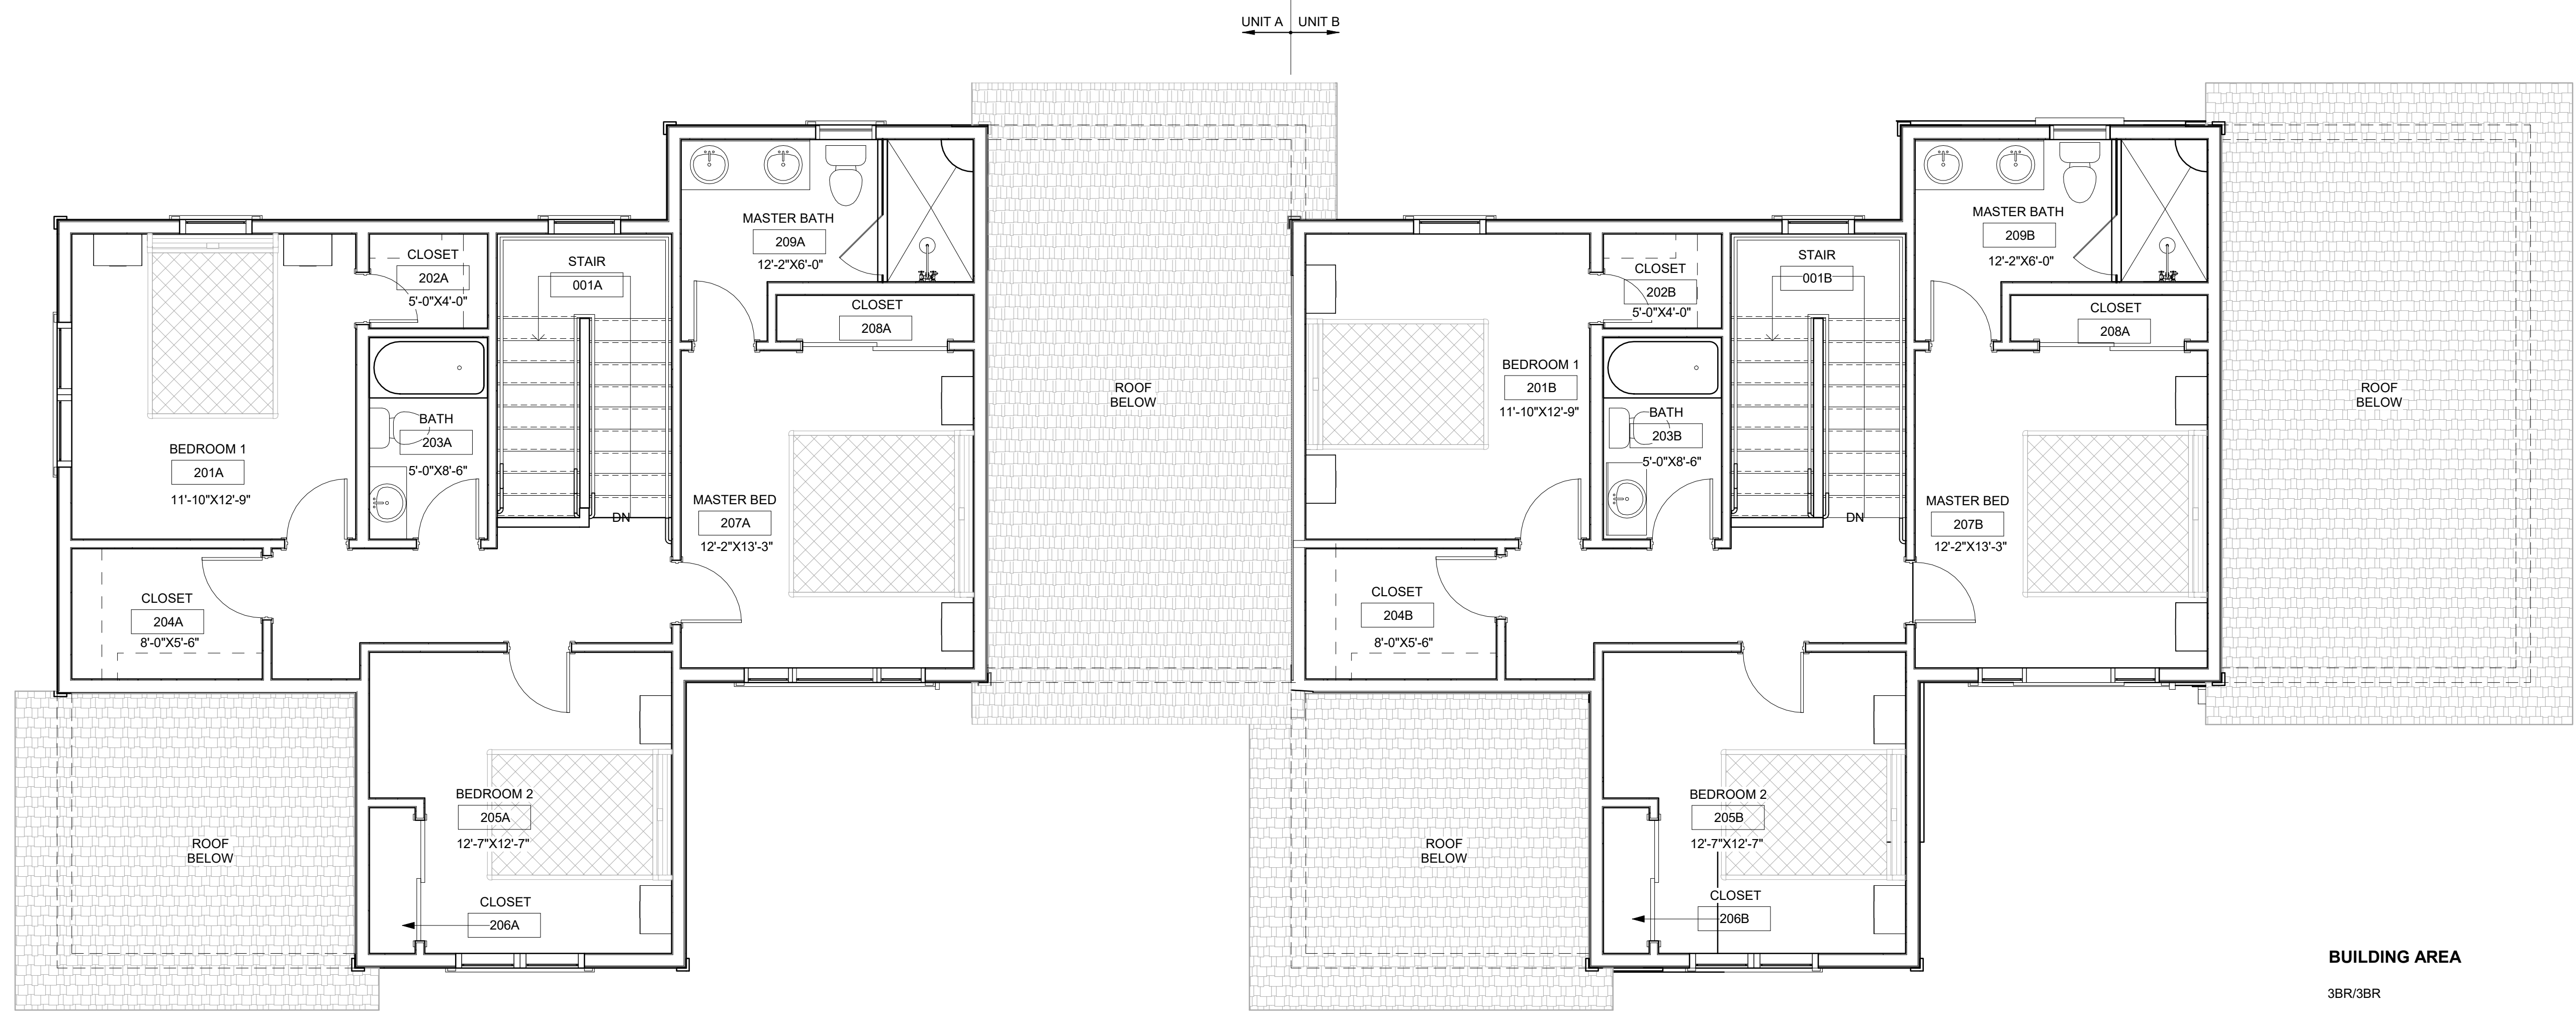 UNIT A UNIT B
MASTER BATH
209A
12'-2"X6'-0"
CLOSET
202A
5'-0"X4'-0"
STAIR
001A
CLOSET
208A
BATH
203A
5'-0"X8'-6"
BEDROOM 1
201A
11'-10"X12'-9"
DN
MASTER BED
207A
12'-2"X13'-3"
ROOF
BELOW
CLOSET
204A
8'-0"X5'-6"
BEDROOM 2
205A
12'-7"X12'-7"
CLOSET
206A
ROOF
BELOW
MASTER BATH
209B
12'-2"X6'-0"
CLOSET
202B
5'-0"X4'-0"
STAIR
001B
CLOSET
208A
BEDROOM 1
201B
11'-10"X12'-9"
BATH
203B
5'-0"X8'-6"
DN
MASTER BED
207B
12'-2"X13'-3"
ROOF
BELOW
CLOSET
204B
8'-0"X5'-6"
BEDROOM 2
205B
12'-7"X12'-7"
CLOSET
206B
ROOF
BELOW
BUILDING AREA
3BR/3BR